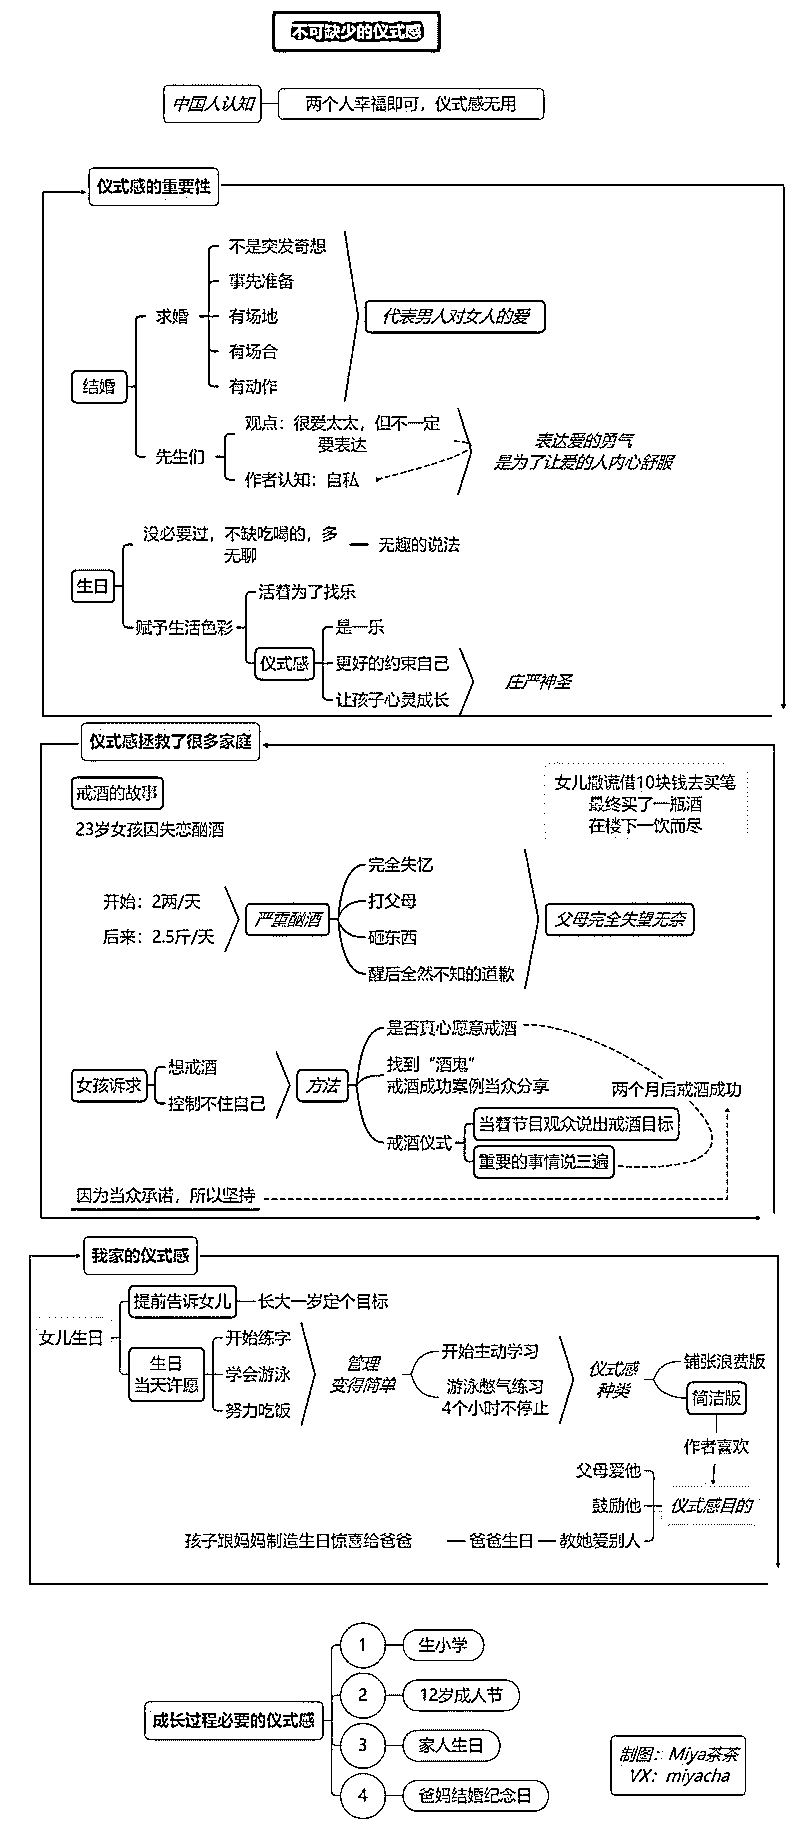 不可缺少的仪式感
中国人认知
两个人幸福即可，仪式感无用
仪式感的重要性
结婚
求婚
不是突发奇想
事先准备
有场地
有场合
有动作
代表男人对女人的爱
先生们
观点：很爱太太，但不一定
要表达
作者认知：自私
表达爱的勇气
是为了让爱的人内心舒服
生日
没必要过，不缺吃喝的，多
无聊
无趣的说法
赋予生活色彩
活着为了找乐
仪式感
是一乐
更好的约束自己
让孩子心灵成长
庄严神圣
仪式感拯救了很多家庭
戒酒的故事
23岁女孩因失恋酗酒
女儿撒谎借10块钱去买笔
最终买了一瓶酒
在楼下一饮而尽
开始：2两/天
后来：2.5斤/天
严重酗酒
完全失忆
打父母
砸东西
醒后全然不知的道歉
父母完全失望无奈
女孩诉求
想戒酒
控制不住自己
方法
是否真心愿意戒酒
找到“酒鬼”
戒酒成功案例当众分享
戒酒仪式
当着节目观众说出戒酒目标
重要的事情说三遍
两个月后戒酒成功
因为当众承诺，所以坚持
我家的仪式感
女儿生日
提前告诉女儿
长大一岁定个目标
生日
当天许愿
开始练字
学会游泳
努力吃饭
管理
变得简单
开始主动学习
游泳憋气练习
4个小时不停止
仪式感
种类
铺张浪费版
简洁版
作者喜欢
仪式感目的
父母爱他
鼓励他
教她爱别人
爸爸生日
孩子跟妈妈制造生日惊喜给爸爸
成长过程必要的仪式感
1
生小学
2
12岁成人节
3
家人生日
4
爸妈结婚纪念日
制图：Miya茶茶
VX：miyacha